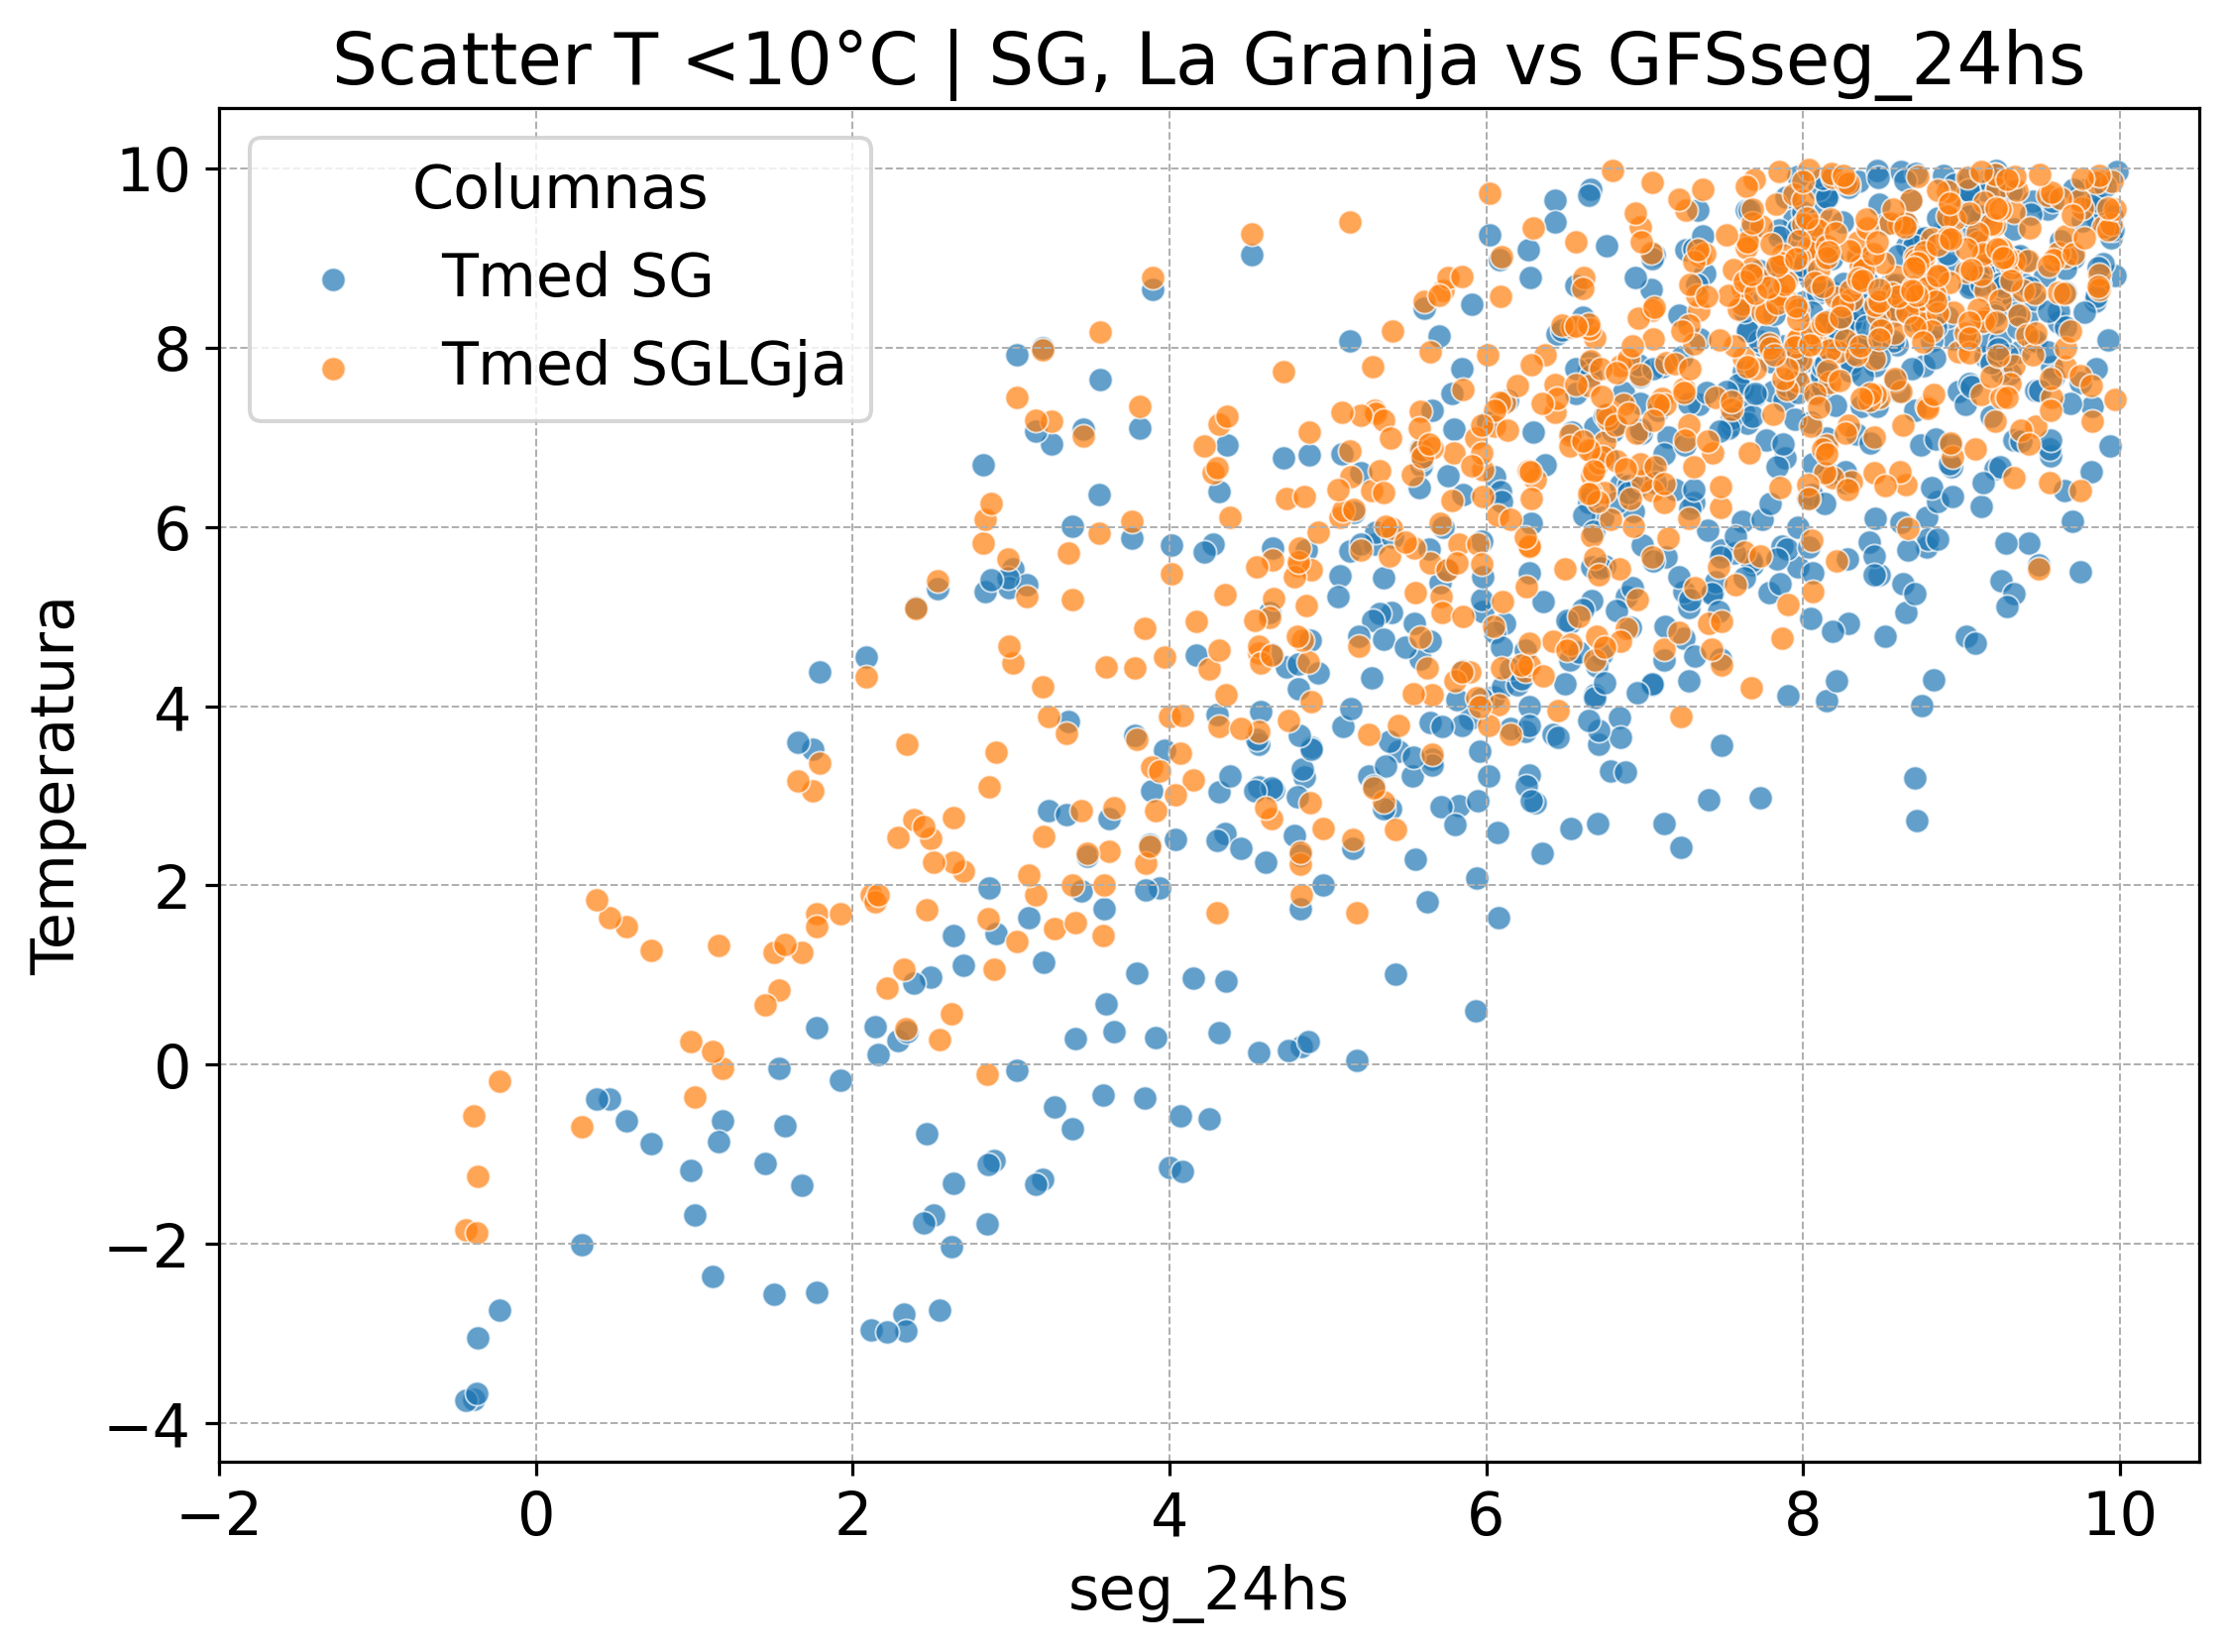 Scatter T <10°C | SG, La Granja vs GFSseg_24hs
Columnas
Tmed SG
Tmed SGLGja
10
8
6
4
2
0
−2
−4
Temperatura
−2 0 2 4 6 8 10
seg_24hs